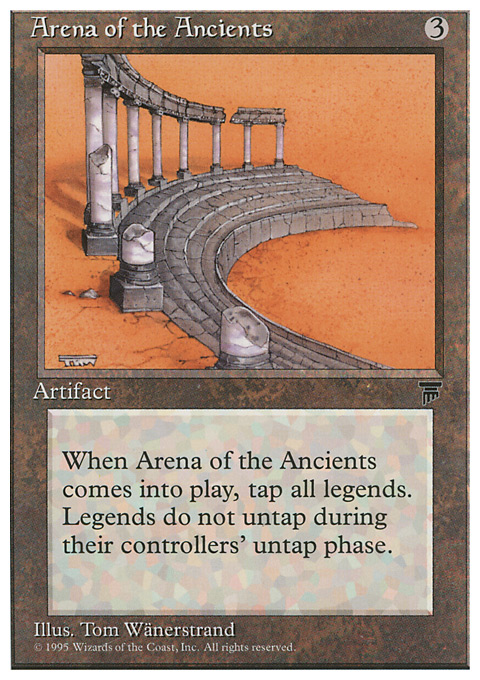 Arena of the Ancients
3
Artifact
When Arena of the Ancients
comes into play, tap all legends.
Legends do not untap during
their controllers' untap phase.
Illus. Tom Wänerstrand
© 1995 Wizards of the Coast, Inc. All rights reserved.